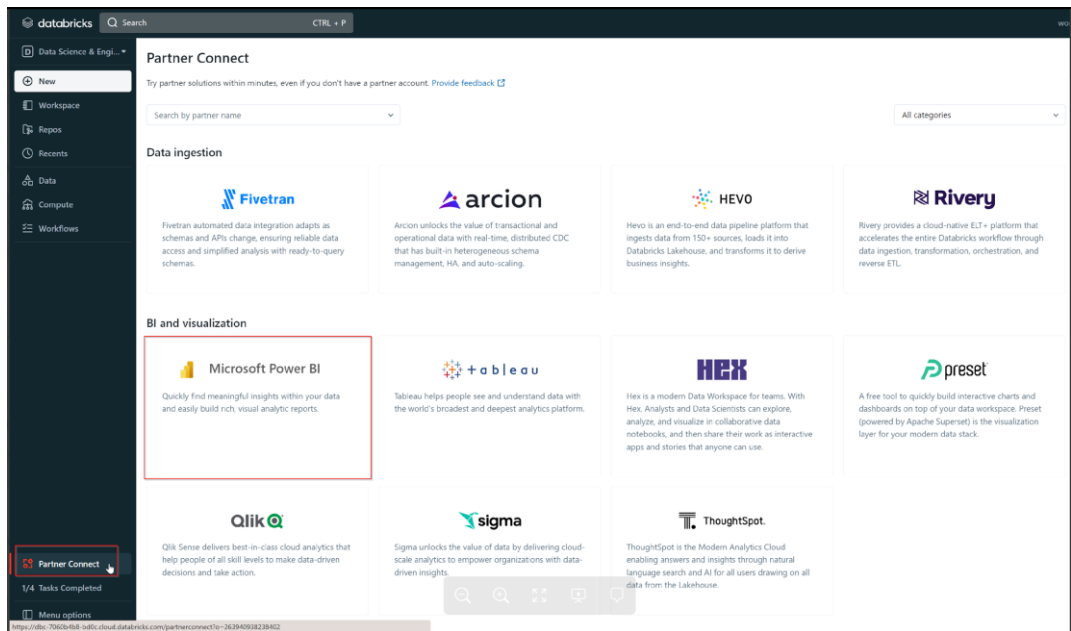 databricks
Search
CTRL + P
D
Data Science & Engi...
New
Workspace
Repos
Recents
Data
Compute
Workflows
Partner Connect
1/4 Tasks Completed
Menu options
Partner Connect
Try partner solutions within minutes, even if you don't have a partner account. Provide feedback
Search by partner name
All categories
Data ingestion
Fivetran
Fivetran automated data integration adapts as
schemas and APIs change, ensuring reliable data
access and simplified analysis with ready-to-query
schemas.
arcion
Arcion unlocks the value of transactional and
operational data with real-time, distributed CDC
that has built-in heterogeneous schema
management, HA, and auto-scaling.
HEVO
Hevo is an end-to-end data pipeline platform that
ingests data from 150+ sources, loads it into
Databricks Lakehouse, and transforms it to derive
business insights.
Rivery
Rivery provides a cloud-native ELT+ platform that
accelerates the entire Databricks workflow through
data ingestion, transformation, orchestration, and
reverse ETL.
BI and visualization
Microsoft Power BI
Quickly find meaningful insights within your data
and easily build rich, visual analytic reports.
+ableau
Tableau helps people see and understand data with
the world's broadest and deepest analytics platform.
HEX
Hex is a modern Data Workspace for teams. With
Hex, Analysts and Data Scientists can explore,
analyze, and visualize in collaborative data
notebooks, and then share their work as interactive
apps and stories that anyone can use.
preset
A free tool to quickly build interactive charts and
dashboards on top of your data workspace. Preset
(powered by Apache Superset) is the visualization
layer for your modern data stack.
Qlik
Qlik Sense delivers best-in-class cloud analytics that
help people of all skill levels to make data-driven
decisions and take action.
sigma
Sigma unlocks the value of data by delivering cloud-
scale analytics to empower organizations with data-
driven insights.
ThoughtSpot.
ThoughtSpot is the Modern Analytics Cloud
enabling answers and insights through natural
language search and AI for all users drawing on all
data from the Lakehouse.